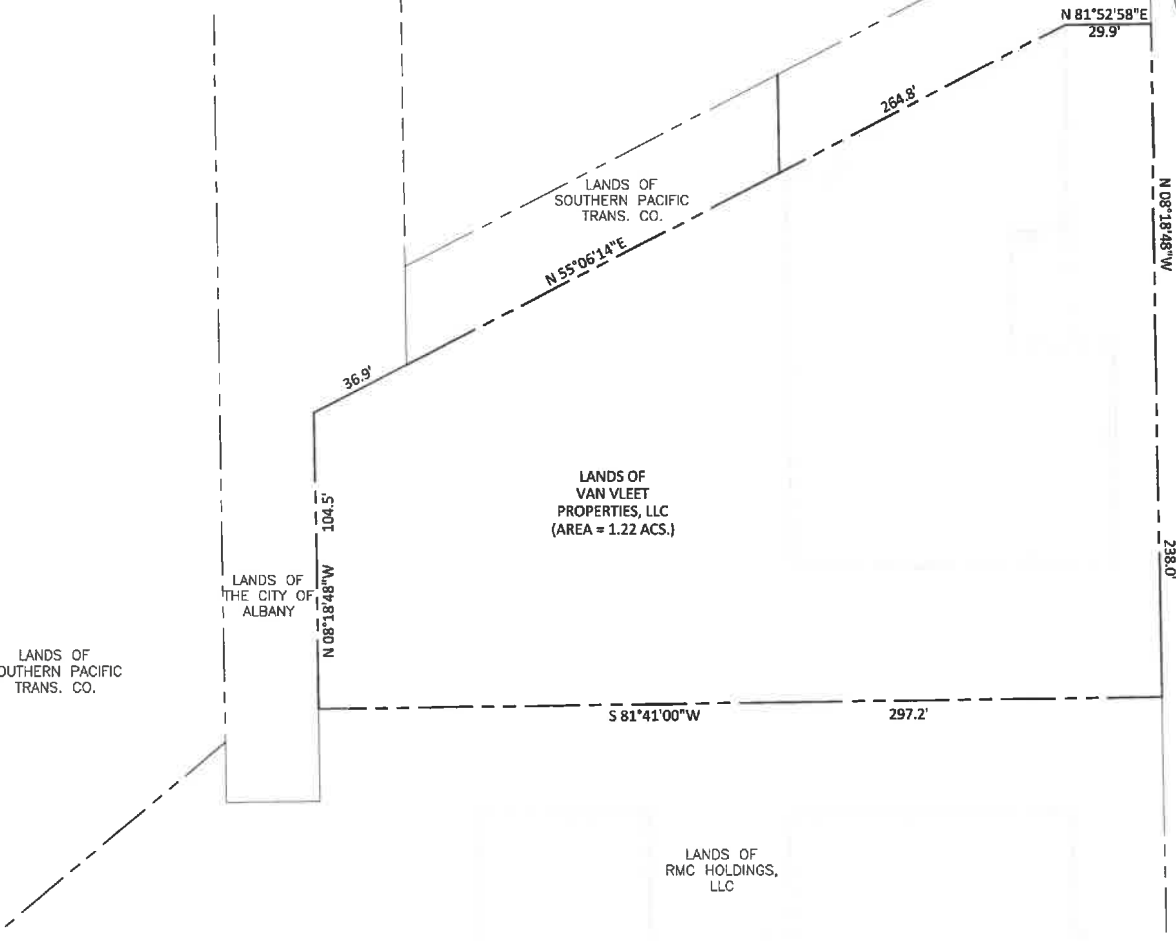 N 81°52'58"E
29.9'
264.8'
LANDS OF
SOUTHERN PACIFIC
TRANS. CO.
N 08°18'48"W
N 55°06'14"E
36.9'
LANDS OF
VAN VLEET
PROPERTIES, LLC
(AREA = 1.22 ACS.)
104.5'
N 08°18'48"W
238.0'
LANDS OF
THE CITY OF
ALBANY
LANDS OF
OUTHERN PACIFIC
TRANS. CO.
S 81°41'00"W
297.2'
LANDS OF
RMC HOLDINGS,
LLC